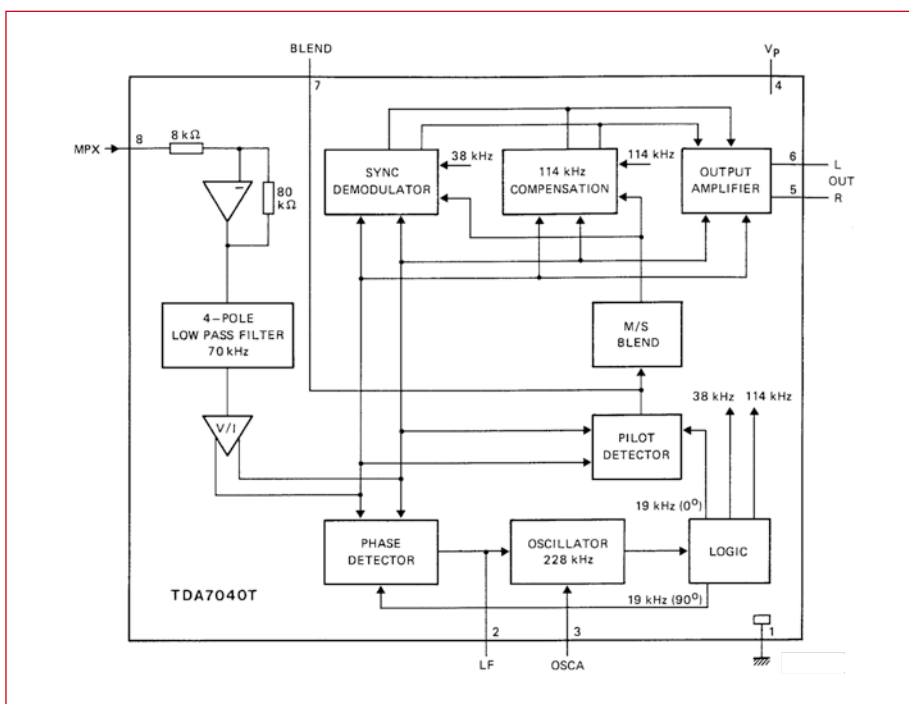 BLEND
7
VP
4
MPX
8
8 kΩ
80
kΩ
−
SYNC
DEMODULATOR
38 kHz
114 kHz
COMPENSATION
114 kHz
OUTPUT
AMPLIFIER
6
L
OUT
5
R
4−POLE
LOW PASS FILTER
70 kHz
M/S
BLEND
38 kHz
114 kHz
V/I
PILOT
DETECTOR
19 kHz (0°)
PHASE
DETECTOR
OSCILLATOR
228 kHz
LOGIC
TDA7040T
19 kHz (90°)
2
3
1
LF
OSCA